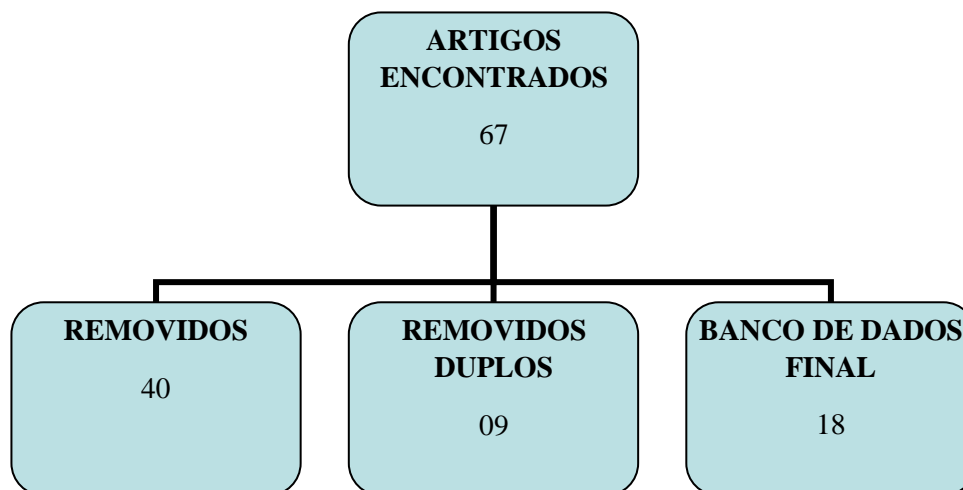 ARTIGOS
ENCONTRADOS
67
REMOVIDOS
40
REMOVIDOS
DUPLOS
09
BANCO DE DADOS
FINAL
18